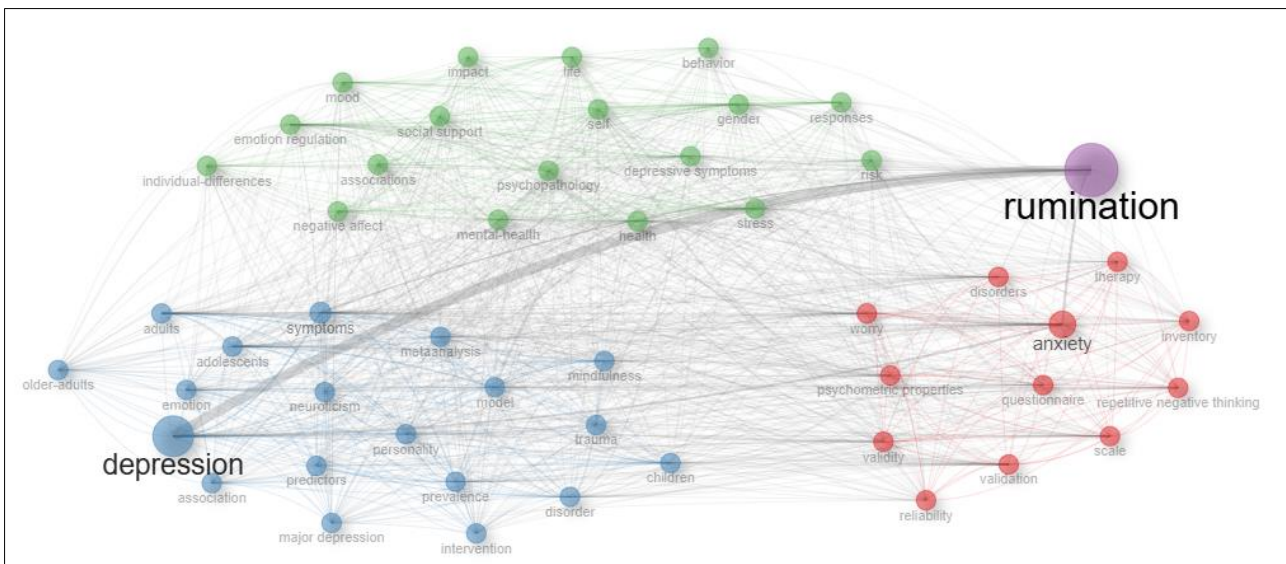 impact
life
behavior
mood
emotion regulation
social support
self
gender
responses
individual-differences
associations
psychopathology
depressive symptoms
risk
rumination
negative affect
mental-health
health
stress
disorders
therapy
adults
symptoms
worry
anxiety
inventory
adolescents
metaanalysis
older-adults
mindfulness
emotion
neuroticism
model
psychometric properties
questionnaire
repetitive negative thinking
depression
personality
trauma
validity
scale
association
predictors
prevalence
children
validation
disorder
reliability
major depression
intervention